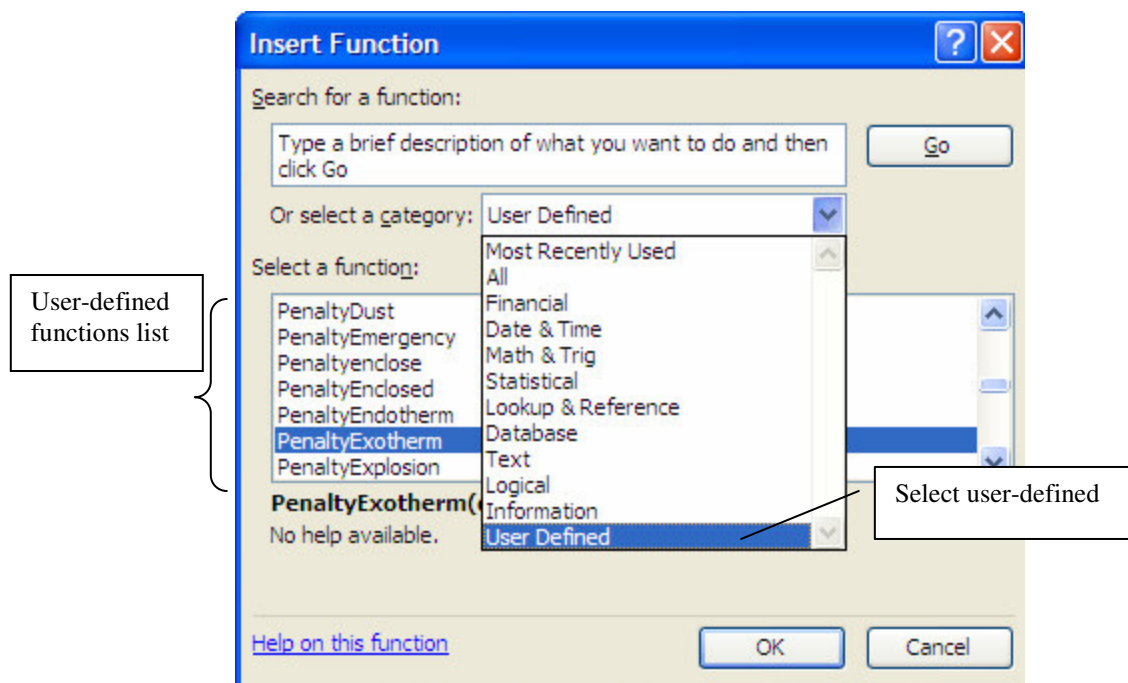 Insert Function
Search for a function:
Type a brief description of what you want to do and then
click Go
Go
Or select a category:
User Defined
Most Recently Used
All
Financial
Date & Time
Math & Trig
Statistical
Lookup & Reference
Database
Text
Logical
Information
User Defined
Select a function:
PenaltyDust
PenaltyEmergency
Penaltyenclose
PenaltyEnclosed
PenaltyEndotherm
PenaltyExotherm
PenaltyExplosion
PenaltyExotherm(
No help available.
Help on this function
OK
Cancel
User-defined
functions list
Select user-defined